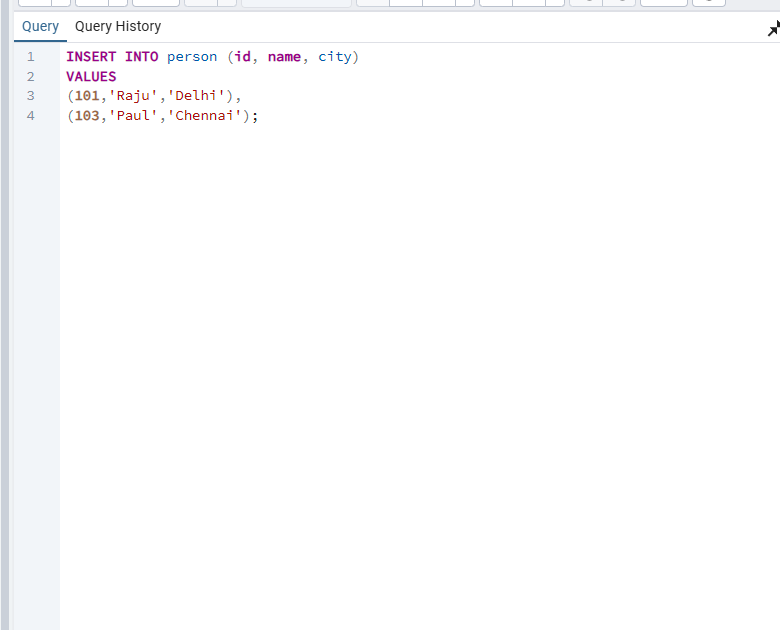 Query Query History
1 INSERT INTO person (id, name, city)
2 VALUES
3 (101,'Raju','Delhi'),
4 (103,'Paul','Chennai');